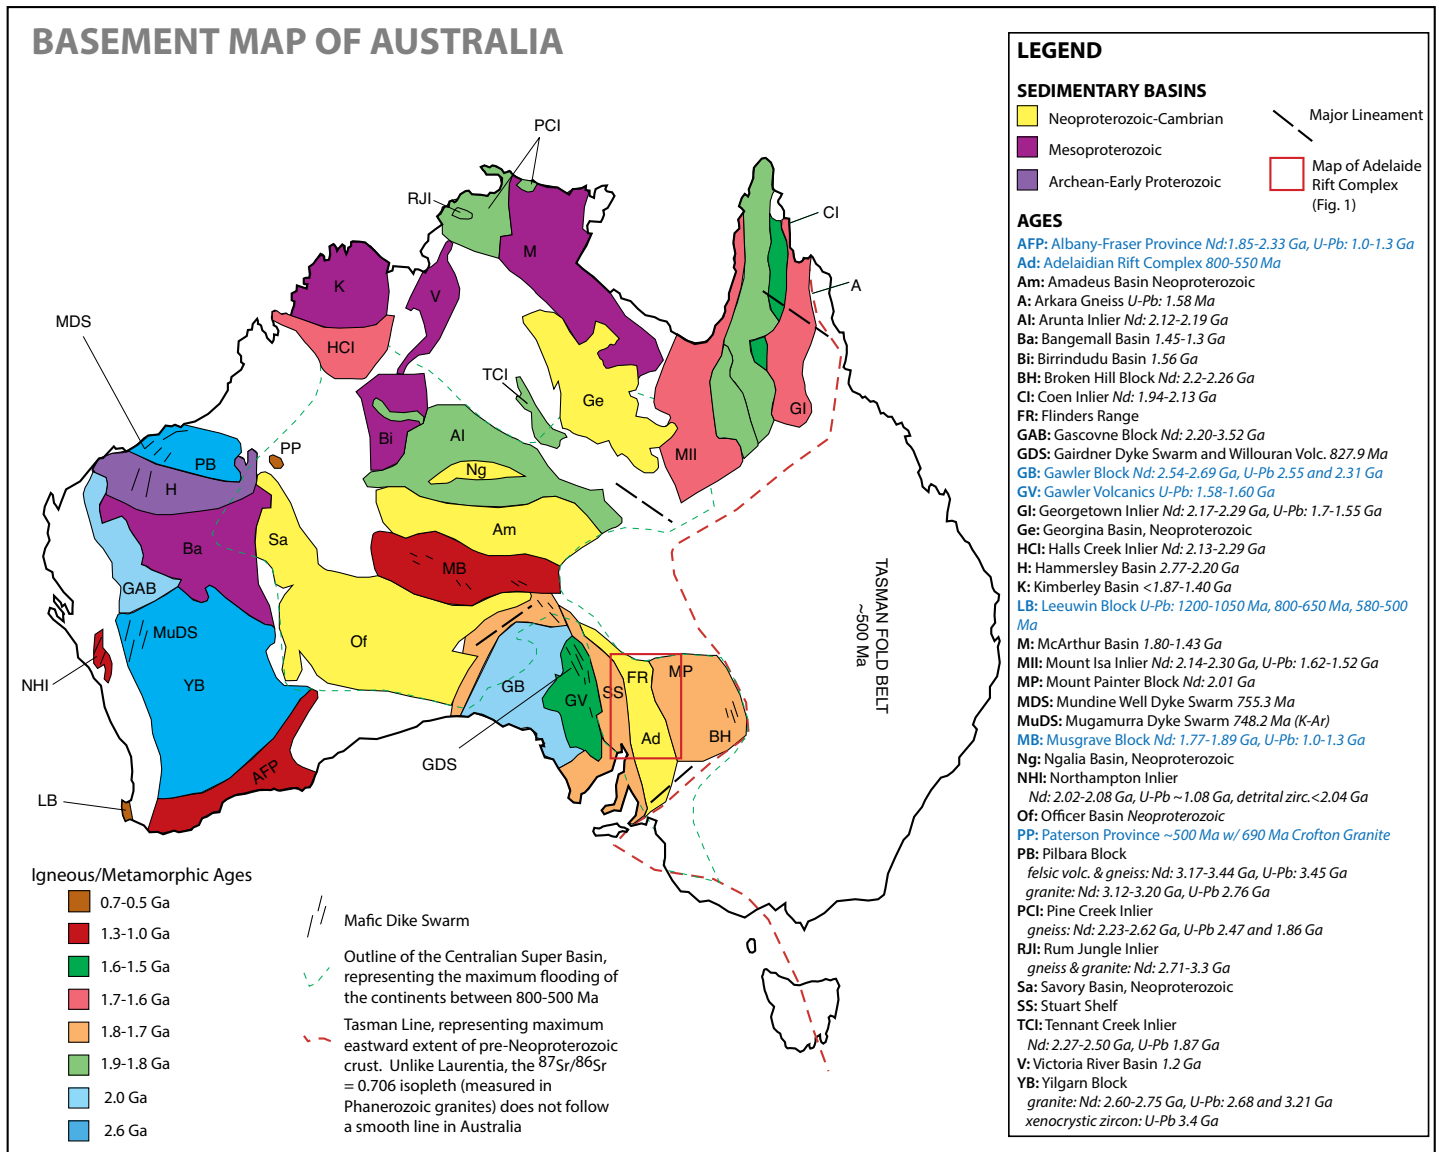 BASEMENT MAP OF AUSTRALIA
PCI
RJI
M
CI
K
V
A
MDS
HCI
TCI
Ge
GI
AI
Bi
PP
PB
MII
Ng
H
Am
Sa
Ba
MB
GAB
MuDS
Of
TASMAN FOLD BELT
~500 Ma
NHI
YB
GB
GV
SS
FR
MP
Ad
BH
GDS
AFP
LB
Igneous/Metamorphic Ages
0.7-0.5 Ga
1.3-1.0 Ga
1.6-1.5 Ga
1.7-1.6 Ga
1.8-1.7 Ga
1.9-1.8 Ga
2.0 Ga
2.6 Ga
Mafic Dike Swarm
Outline of the Centralian Super Basin,
representing the maximum flooding of
the continents between 800-500 Ma
Tasman Line, representing maximum
eastward extent of pre-Neoproterozoic
crust. Unlike Laurentia, the 87Sr/86Sr
= 0.706 isopleth (measured in
Phanerozoic granites) does not follow
a smooth line in Australia
LEGEND
SEDIMENTARY BASINS
Neoproterozoic-Cambrian
Mesoproterozoic
Archean-Early Proterozoic
Major Lineament
Map of Adelaide
Rift Complex
(Fig. 1)
AGES
AFP: Albany-Fraser Province Nd:1.85-2.33 Ga, U-Pb: 1.0-1.3 Ga
Ad: Adelaidian Rift Complex 800-550 Ma
Am: Amadeus Basin Neoproterozoic
A: Arkara Gneiss U-Pb: 1.58 Ma
AI: Arunta Inlier Nd: 2.12-2.19 Ga
Ba: Bangemall Basin 1.45-1.3 Ga
Bi: Birrindudu Basin 1.56 Ga
BH: Broken Hill Block Nd: 2.2-2.26 Ga
CI: Coen Inlier Nd: 1.94-2.13 Ga
FR: Flinders Range
GAB: Gascovne Block Nd: 2.20-3.52 Ga
GDS: Gairdner Dyke Swarm and Willouran Volc. 827.9 Ma
GB: Gawler Block Nd: 2.54-2.69 Ga, U-Pb 2.55 and 2.31 Ga
GV: Gawler Volcanics U-Pb: 1.58-1.60 Ga
GI: Georgetown Inlier Nd: 2.17-2.29 Ga, U-Pb: 1.7-1.55 Ga
Ge: Georgina Basin, Neoproterozoic
HCI: Halls Creek Inlier Nd: 2.13-2.29 Ga
H: Hammersley Basin 2.77-2.20 Ga
K: Kimberley Basin <1.87-1.40 Ga
LB: Leeuwin Block U-Pb: 1200-1050 Ma, 800-650 Ma, 580-500
Ma
M: McArthur Basin 1.80-1.43 Ga
MII: Mount Isa Inlier Nd: 2.14-2.30 Ga, U-Pb: 1.62-1.52 Ga
MP: Mount Painter Block Nd: 2.01 Ga
MDS: Mundine Well Dyke Swarm 755.3 Ma
MuDS: Mugamurra Dyke Swarm 748.2 Ma (K-Ar)
MB: Musgrave Block Nd: 1.77-1.89 Ga, U-Pb: 1.0-1.3 Ga
Ng: Ngalia Basin, Neoproterozoic
NHI: Northampton Inlier
Nd: 2.02-2.08 Ga, U-Pb ~1.08 Ga, detrital zirc.<2.04 Ga
Of: Officer Basin Neoproterozoic
PP: Paterson Province ~500 Ma w/ 690 Ma Crofton Granite
PB: Pilbara Block
felsic volc. & gneiss: Nd: 3.17-3.44 Ga, U-Pb: 3.45 Ga
granite: Nd: 3.12-3.20 Ga, U-Pb 2.76 Ga
PCI: Pine Creek Inlier
gneiss: Nd: 2.23-2.62 Ga, U-Pb 2.47 and 1.86 Ga
RJI: Rum Jungle Inlier
gneiss & granite: Nd: 2.71-3.3 Ga
Sa: Savory Basin, Neoproterozoic
SS: Stuart Shelf
TCI: Tennant Creek Inlier
Nd: 2.27-2.50 Ga, U-Pb 1.87 Ga
V: Victoria River Basin 1.2 Ga
YB: Yilgarn Block
granite: Nd: 2.60-2.75 Ga, U-Pb: 2.68 and 3.21 Ga
xenocrystic zircon: U-Pb 3.4 Ga